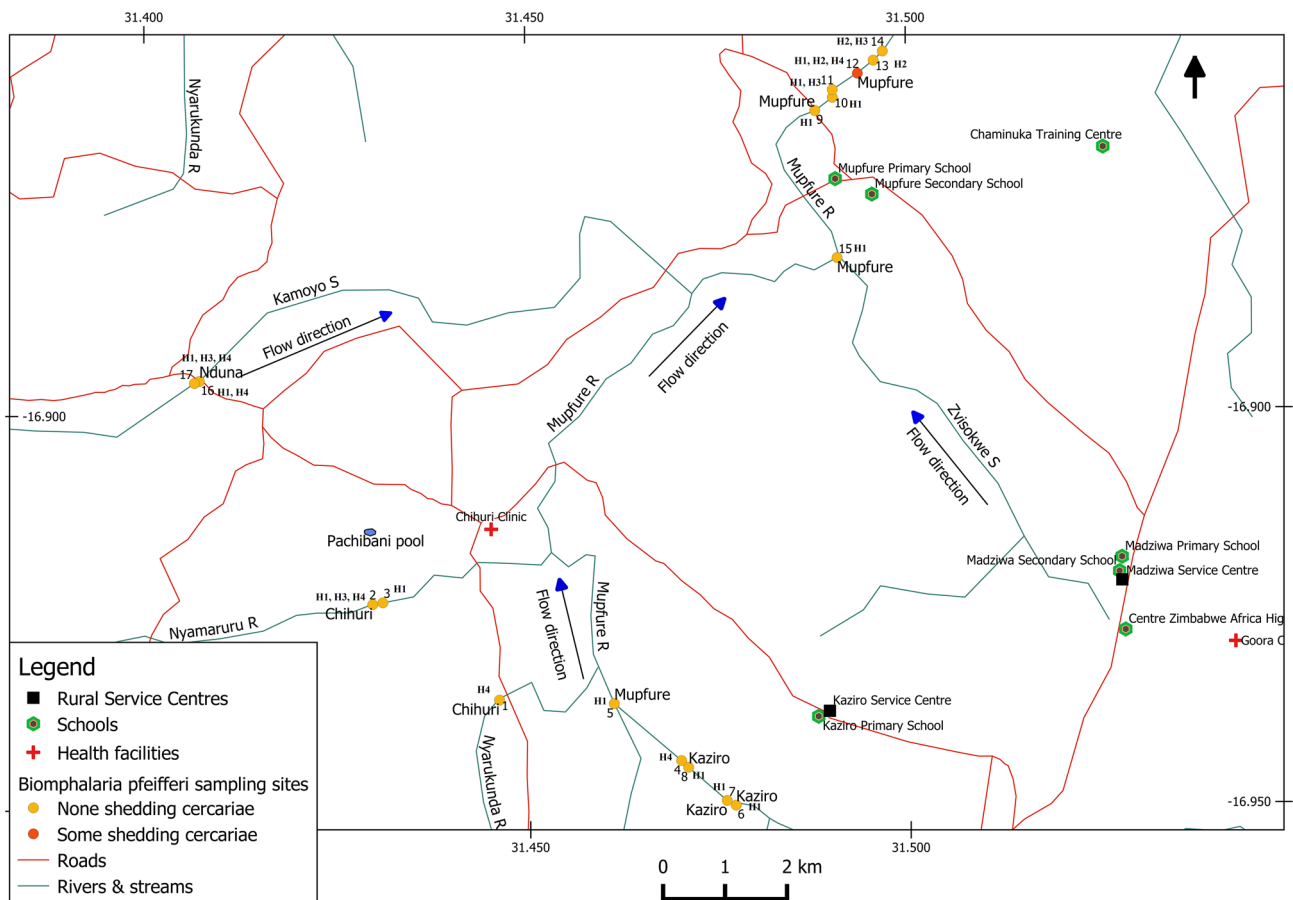 31.400
31.450
31.500
H2, H3 14
H1, H2, H4 12
13 H2
Mupfure
H1, H3 11
Mupfure
10 H1
H1 9
Nyarukunda R
Chaminuka Training Centre
Mupfure Primary School
Mupfure Secondary School
Mupfure R
15 H1
Mupfure
Kamoyo S
Flow direction
Flow direction
H1, H3, H4
17 Nduna
16 H1, H4
Mupfure R
-16.900
-16.900
Zvisokwe S
Flow direction
Chihuri Clinic
Pachibani pool
Madziwa Primary School
Madziwa Secondary School
Madziwa Service Centre
H1, H3, H4 2 3 H1
Chihuri
Flow direction
Mupfure R
Nyamaruru R
Centre Zimbabwe Africa Hig
Goora C
H4
Chihuri 1
H1 Mupfure
5
Kaziro Service Centre
Kaziro Primary School
Nyarukunda R
H4 Kaziro
4
8 H1
H1 7 Kaziro
Kaziro H1
6
-16.950
31.450
31.500
0 1 2 km
Legend
Rural Service Centres
Schools
Health facilities
Biomphalaria pfeifferi sampling sites
None shedding cercariae
Some shedding cercariae
Roads
Rivers & streams